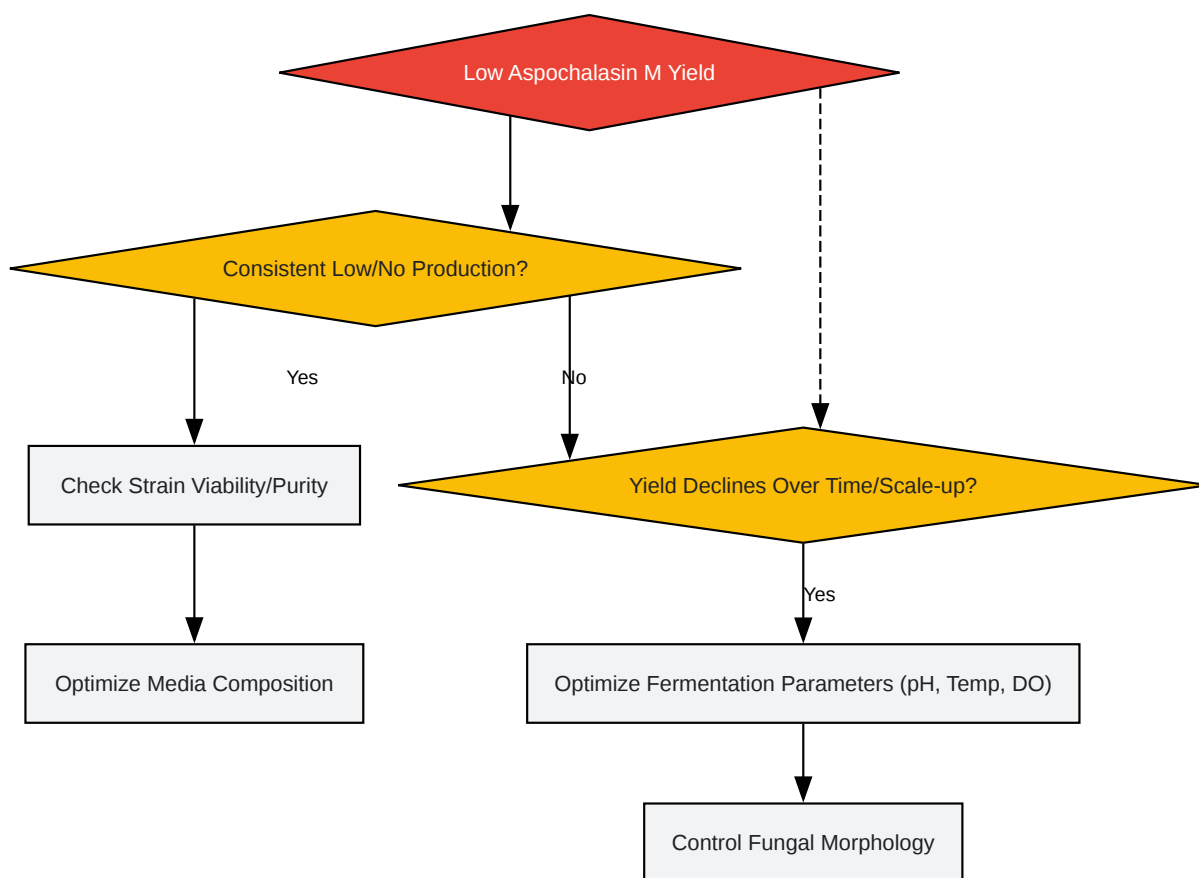 Low Aspochalasin M Yield
Consistent Low/No Production?
Yes
No
Check Strain Viability/Purity
Yield Declines Over Time/Scale-up?
Yes
Optimize Media Composition
Optimize Fermentation Parameters (pH, Temp, DO)
Control Fungal Morphology